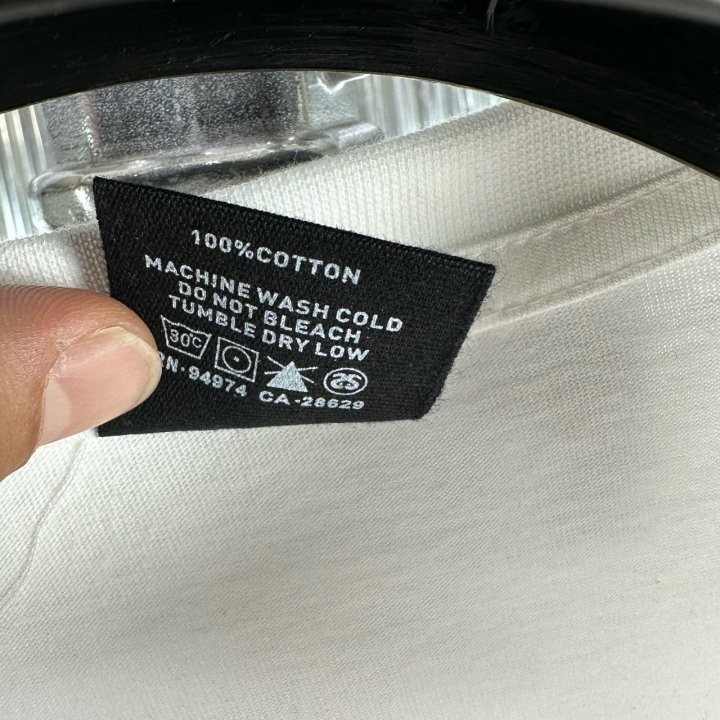 100%COTTON
MACHINE WASH COLD
DO NOT BLEACH
TUMBLE DRY LOW
30°C
94974 CA-28629